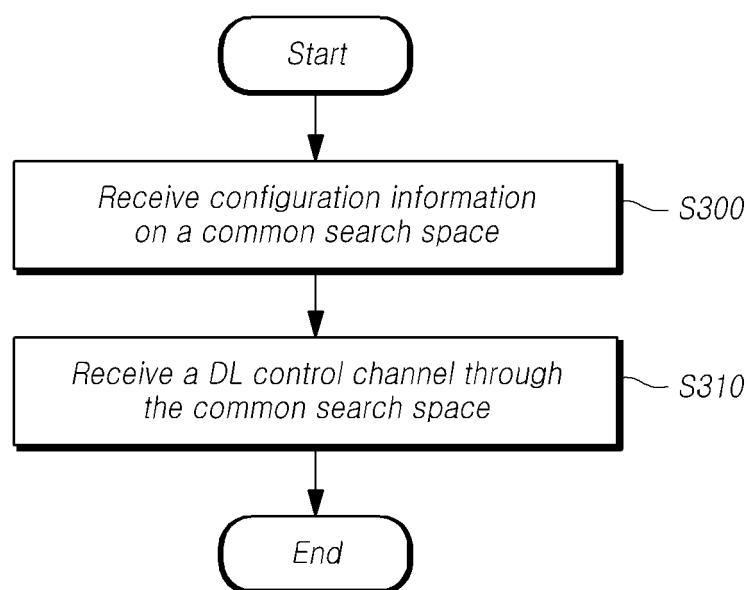 Start
Receive configuration information
on a common search space
S300
Receive a DL control channel through
the common search space
S310
End